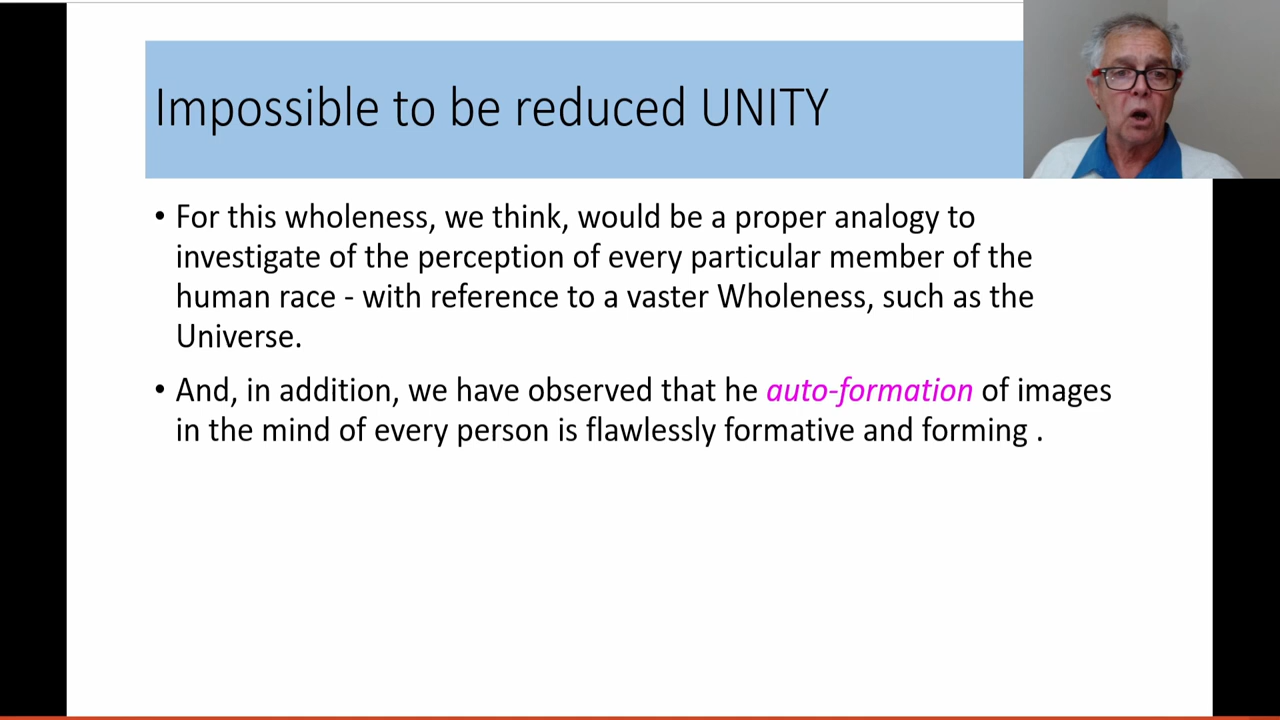 Impossible to be reduced UNITY
• For this wholeness, we think, would be a proper analogy to
investigate of the perception of every particular member of the
human race - with reference to a vaster Wholeness, such as the
Universe.
• And, in addition, we have observed that he auto-formation of images
in the mind of every person is flawlessly formative and forming .